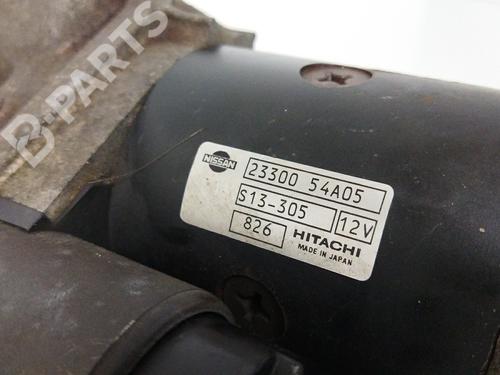 B-PARTS
NISSAN
23300 54A05
S13-305
12V
826
HITACHI
MADE IN JAPAN